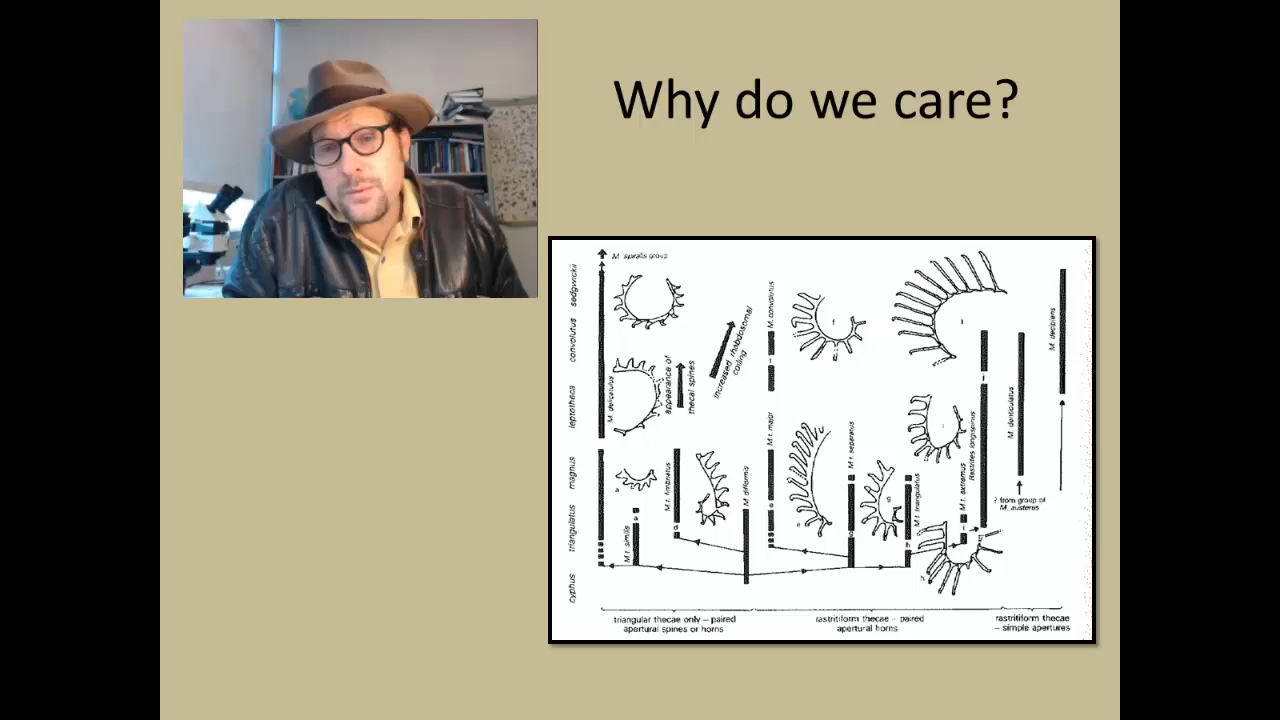 Why do we care?
M. spiralis group
sedgwickii
convolutus
leptotheca
magnus
triangulatus
cyphus
M. delicatulus
appearance of
thecal spines
increased rhabdosomal
coiling
M. convolutus
M. decipiens
M.t. major
M.t. separatus
M.t. fimbriatus
M. difformis
M.t. similis
M.t. triangulatus
M.t. extremus
Rastrites longispinus
M. denticulatus
? from group of
M. austerus
triangular thecae only – paired
apertural spines or horns
rastritiform thecae – paired
apertural horns
rastritiform thecae
– simple apertures